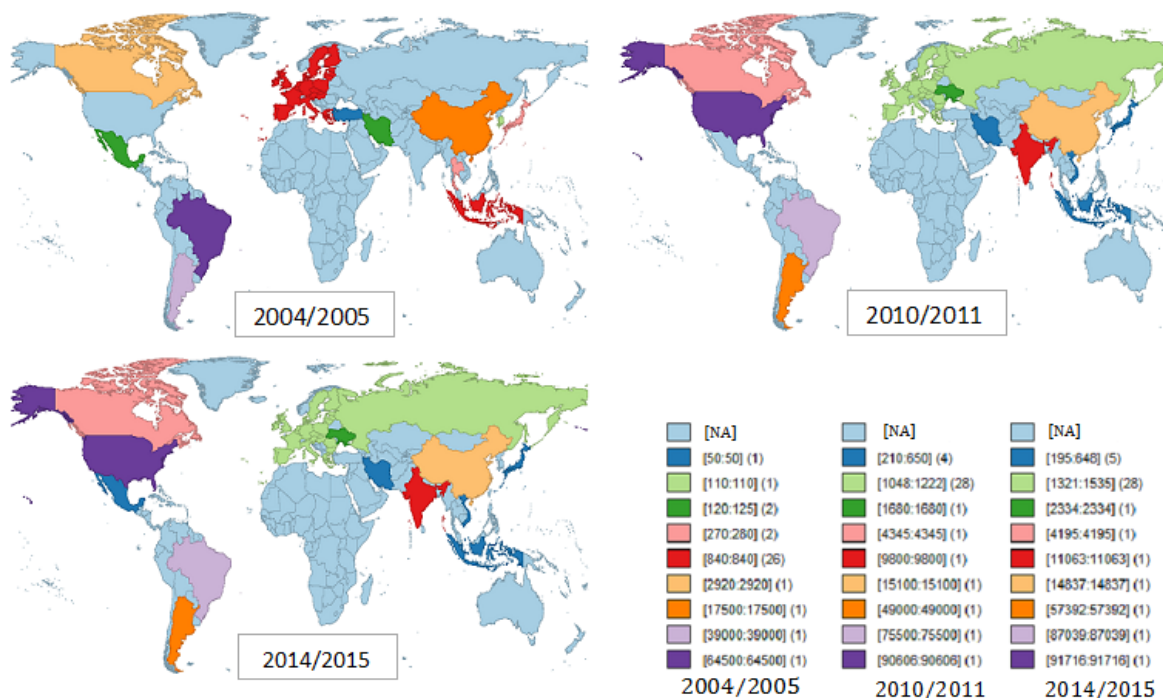 2004/2005
2010/2011
2014/2015
[NA] [NA] [NA]
[50:50] (1) [210:650] (4) [195:648] (5)
[110:110] (1) [1048:1222] (28) [1321:1535] (28)
[120:125] (2) [1680:1680] (1) [2334:2334] (1)
[270:280] (2) [4345:4345] (1) [4195:4195] (1)
[840:840] (26) [9800:9800] (1) [11063:11063] (1)
[2920:2920] (1) [15100:15100] (1) [14837:14837] (1)
[17500:17500] (1) [49000:49000] (1) [57392:57392] (1)
[39000:39000] (1) [75500:75500] (1) [87039:87039] (1)
[64500:64500] (1) [90606:90606] (1) [91716:91716] (1)
2004/2005 2010/2011 2014/2015